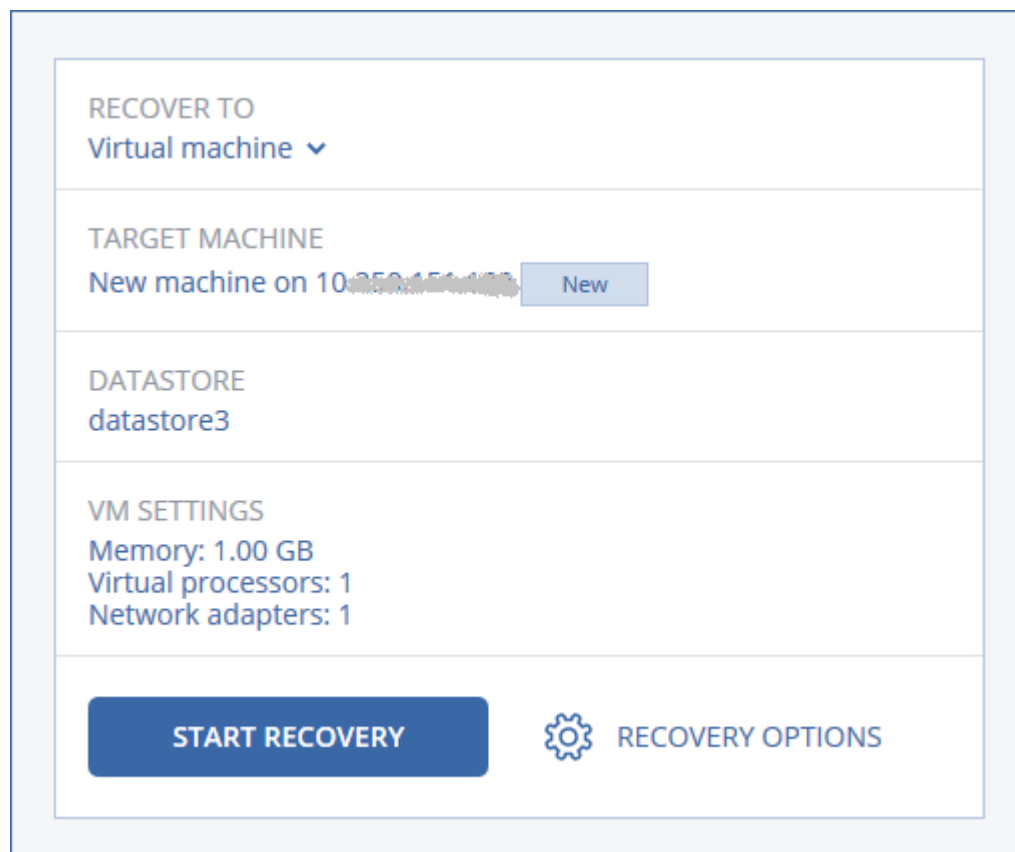 RECOVER TO
Virtual machine
TARGET MACHINE
New machine on 10
New
DATASTORE
datastore3
VM SETTINGS
Memory: 1.00 GB
Virtual processors: 1
Network adapters: 1
START RECOVERY
RECOVERY OPTIONS